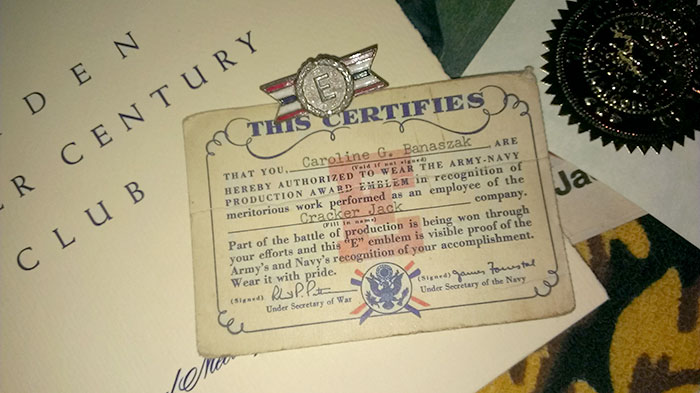 DEN
ER CENTURY
CLUB
E
THIS CERTIFIES
THAT YOU, Caroline G. Banaszak ARE
(Void if not signed)
HEREBY AUTHORIZED TO WEAR THE ARMY-NAVY
PRODUCTION AWARD EMBLEM in recognition of
meritorious work performed as an employee of the
Cracker Jack company.
(Fill in name)
Part of the battle of production is being won through
your efforts and this "E" emblem is visible proof of the
Army's and Navy's recognition of your accomplishment.
Wear it with pride.
E
(Signed) (Signed) James Forrestal
Under Secretary of War Under Secretary of the Navy
Ja